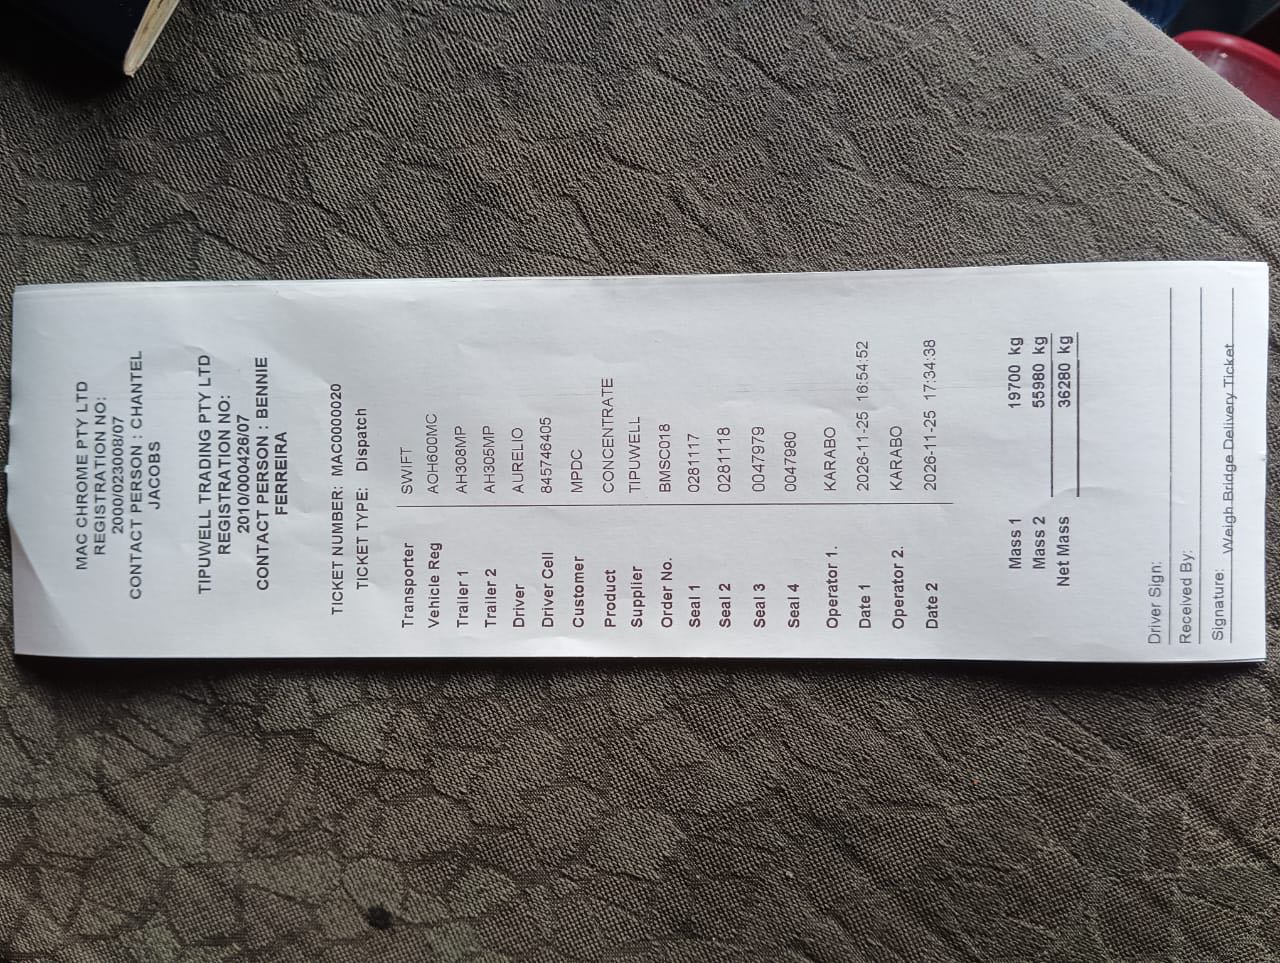 MAC CHROME PTY LTD
REGISTRATION NO:
2000/023008/07
CONTACT PERSON : CHANTEL
JACOBS
TIPUWELL TRADING PTY LTD
REGISTRATION NO:
2010/000426/07
CONTACT PERSON : BENNIE
FERREIRA
TICKET NUMBER: MAC0000020
TICKET TYPE: Dispatch
Transporter SWIFT
Vehicle Reg AOH600MC
Trailer 1 AH308MP
Trailer 2 AH305MP
Driver AURELIO
Driver Cell 845746405
Customer MPDC
Product CONCENTRATE
Supplier TIPUWELL
Order No. BMSC018
Seal 1 0281117
Seal 2 0281118
Seal 3 0047979
Seal 4 0047980
Operator 1. KARABO
Date 1 2026-11-25 16:54:52
Operator 2. KARABO
Date 2 2026-11-25 17:34:38
Mass 1 19700 kg
Mass 2 55980 kg
Net Mass 36280 kg
Driver Sign:
Received By:
Signature:
Weigh Bridge Delivery Ticket